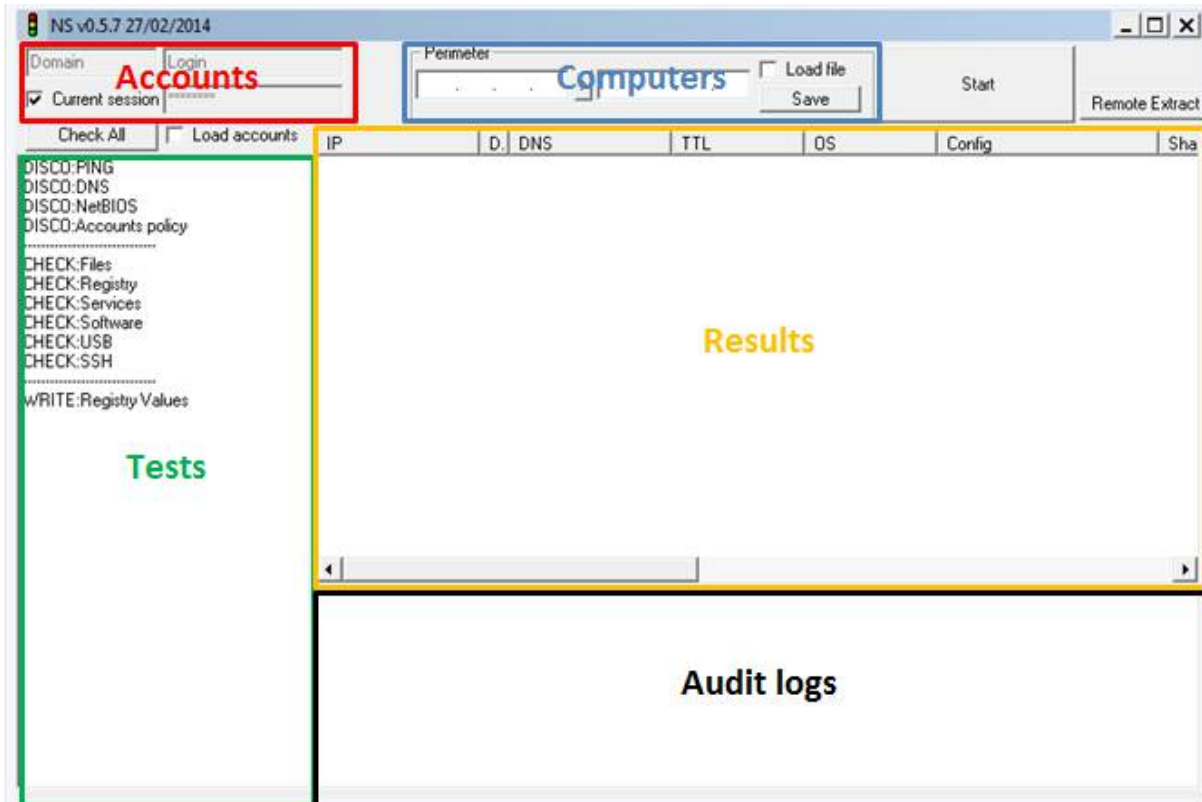 NS v0.5.7 27/02/2014
Domain
Login
Accounts
Current session
********
Perimeter
Computers
Load file
Save
Start
Remote Extract
Check All
Load accounts
IP
D.
DNS
TTL
OS
Config
Sha
DISCO:PING
DISCO:DNS
DISCO:NetBIOS
DISCO:Accounts policy
CHECK:Files
CHECK:Registry
CHECK:Services
CHECK:Software
CHECK:USB
CHECK:SSH
WRITE:Registry Values
Tests
Results
Audit logs